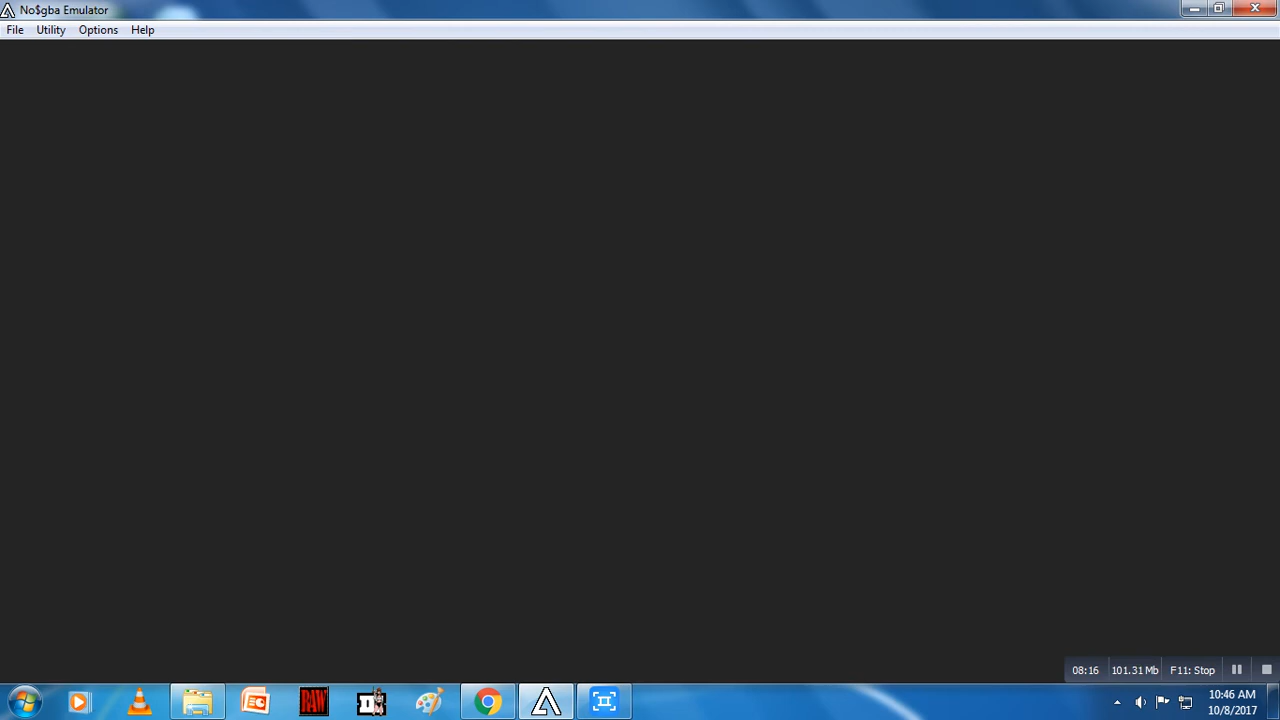 No$gba Emulator
File Utility Options Help
08:16 101.31 Mb F11: Stop
RAW
10:46 AM
10/8/2017